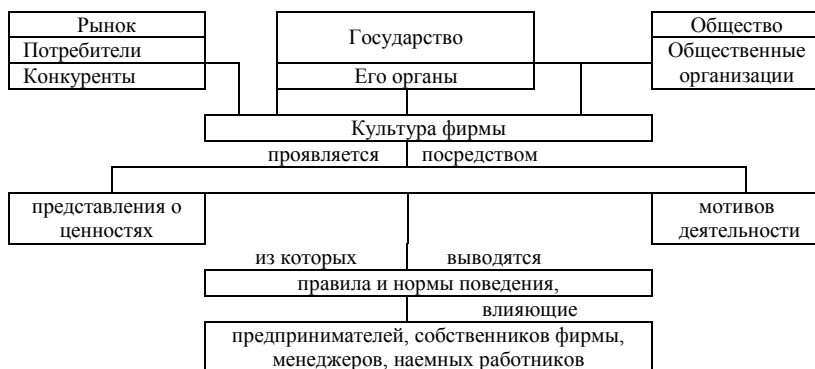 Рынок
Потребители
Конкуренты
Государство
Его органы
Общество
Общественные
организации
Культура фирмы
проявляется посредством
представления о
ценностях
мотивов
деятельности
из которых выводятся
правила и нормы поведения,
влияющие
предпринимателей, собственников фирмы,
менеджеров, наемных работников